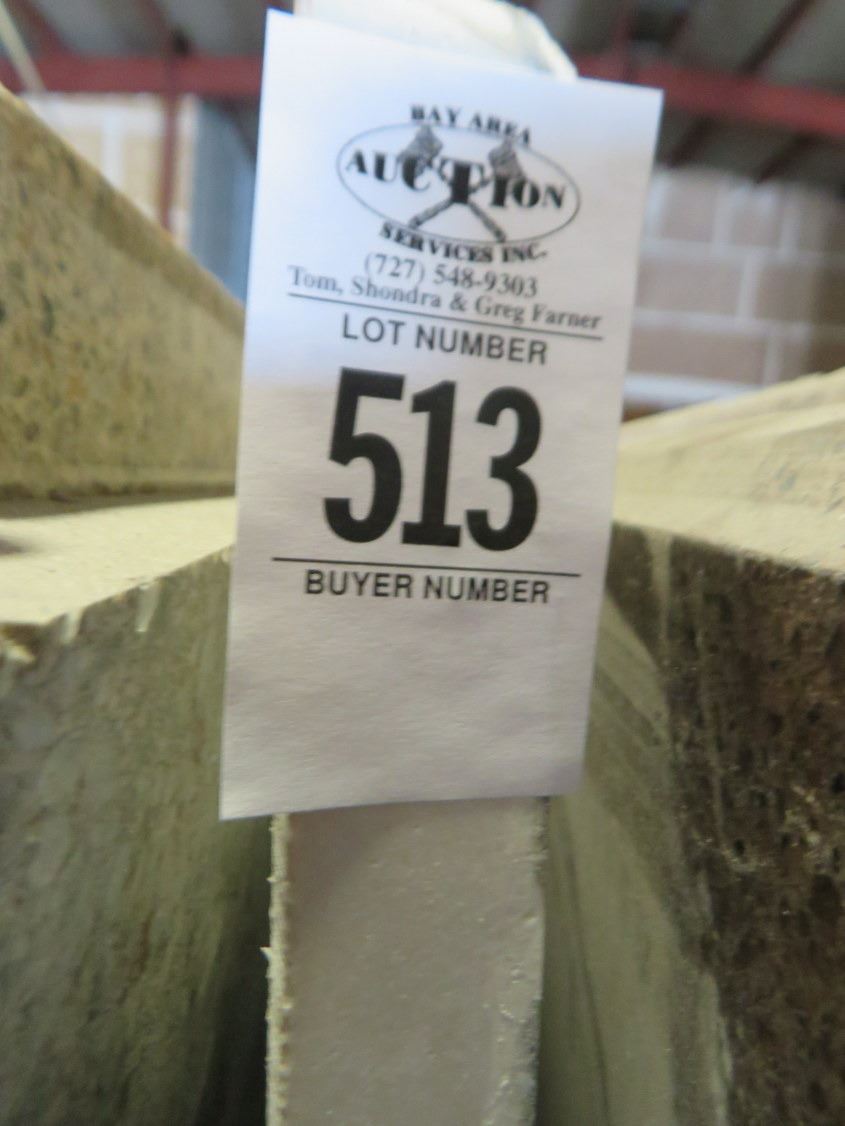 BAY AREA
AUCTION
SERVICES INC.
(727) 548-9303
Tom, Shondra & Greg Farner
LOT NUMBER
513
BUYER NUMBER